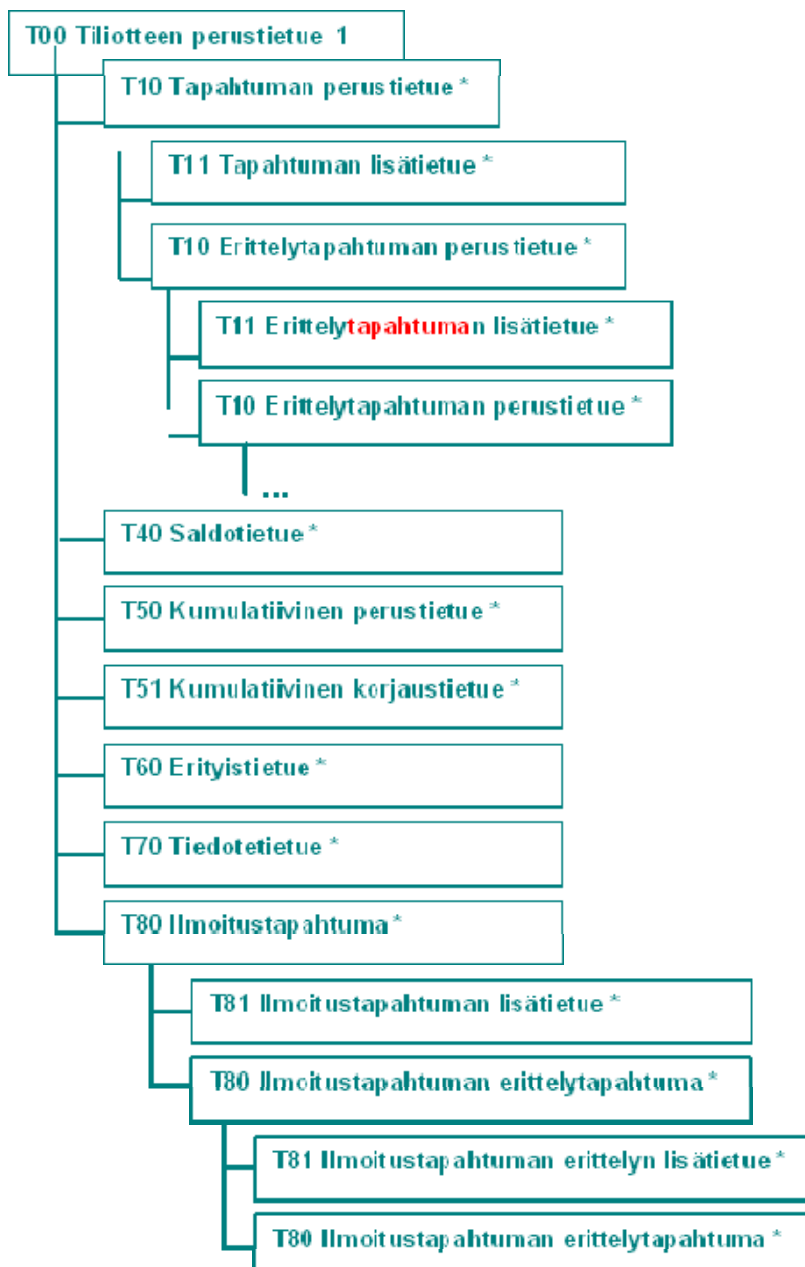 T00 Tiliotteen perustietue 1
T10 Tapahtuman perustietue *
T11 Tapahtuman lisätietue *
T10 Erittelytapahtuman perustietue *
T11 Erittelytapahtuman lisätietue *
T10 Erittelytapahtuman perustietue *
...
T40 Saldotietue *
T50 Kumulatiivinen perustietue *
T51 Kumulatiivinen korjaustietue *
T60 Erityistietue *
T70 Tiedotetietue *
T80 Ilmoitustapahtuma *
T81 Ilmoitustapahtuman lisätietue *
T80 Ilmoitustapahtuman erittelytapahtuma *
T81 Ilmoitustapahtuman erittelyn lisätietue *
T80 Ilmoitustapahtuman erittelytapahtuma *